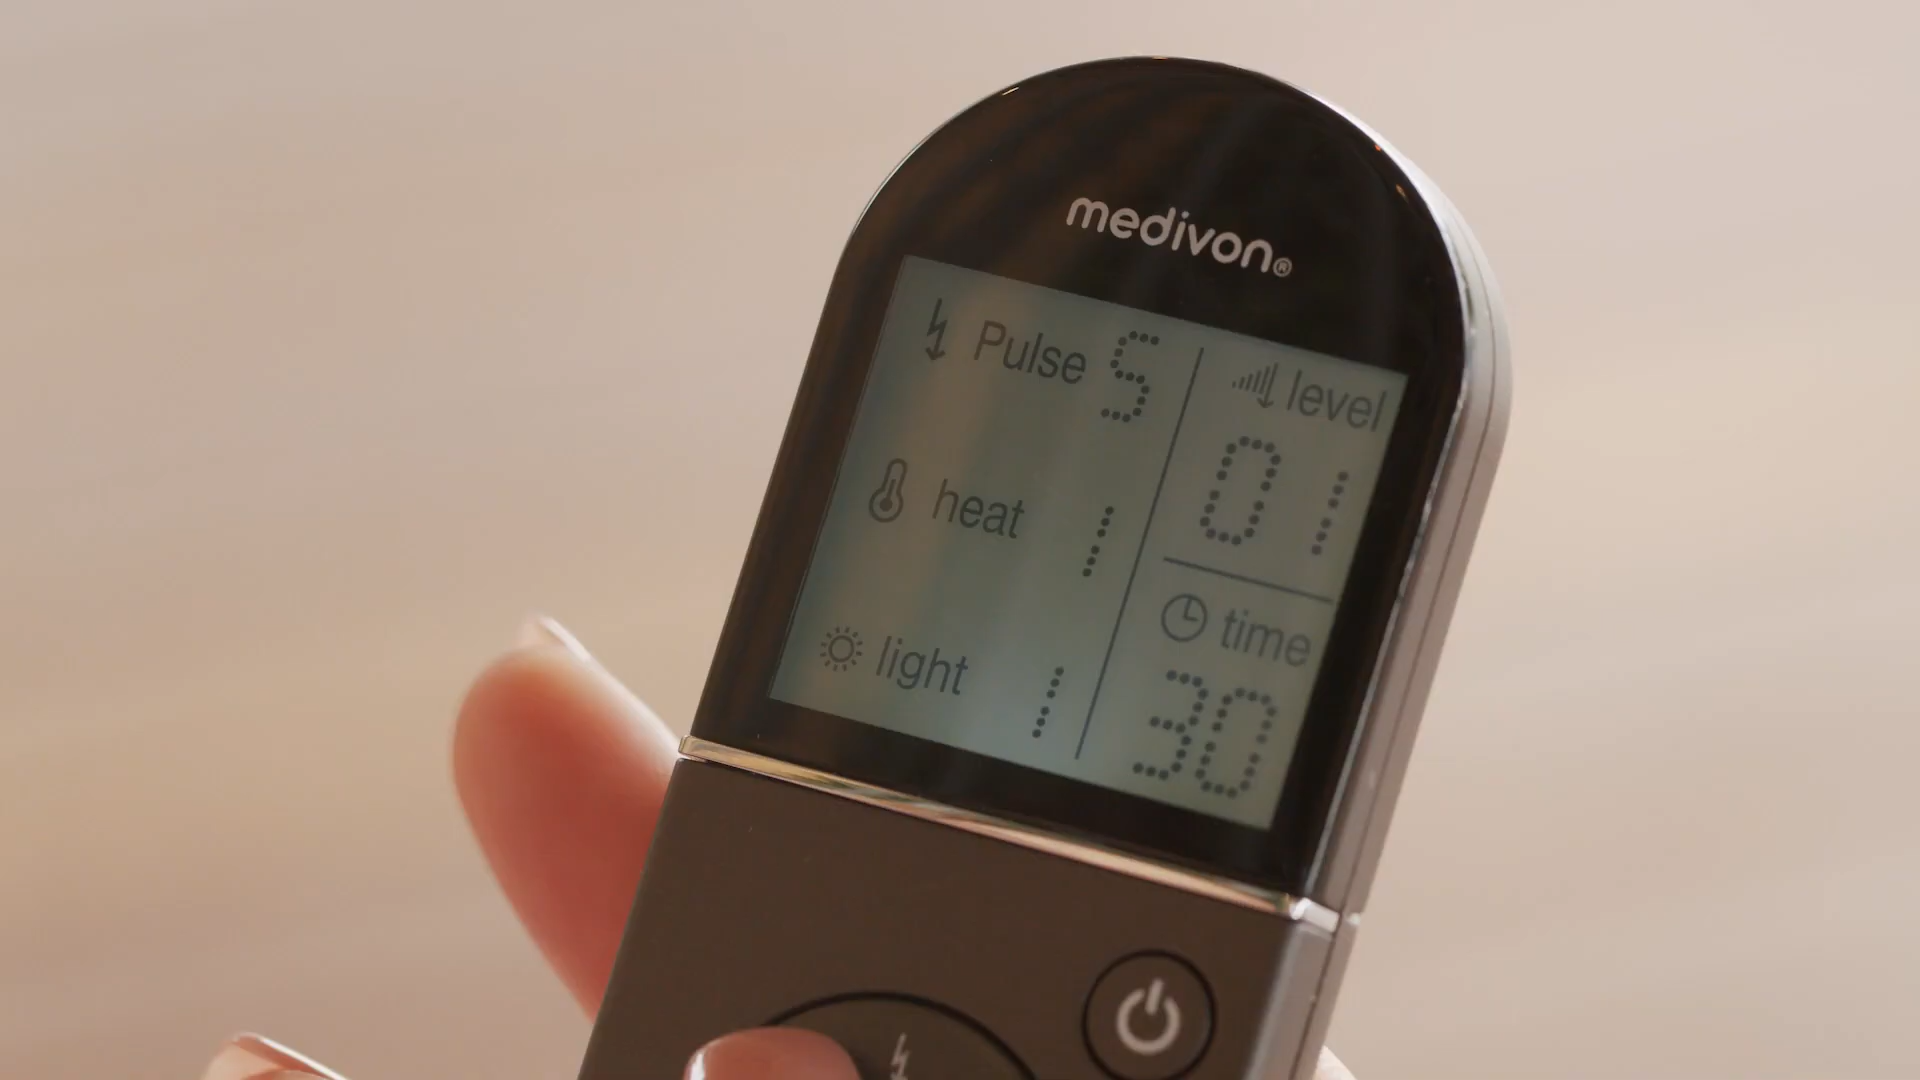 medivon®
Pulse 5
level
01
heat 1
time
30
light 1